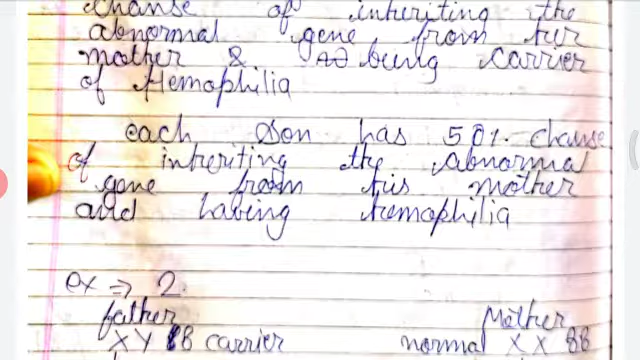 chanse of inheriting the
abnormal gene from her
mother & being carrier
of Hemophilia
each Son has 50%. chanse
of inheriting the abnormal
gene from his mother
and having hemophilia
ex ⇒ 2.
father
Mother
XY carrier
normal XX